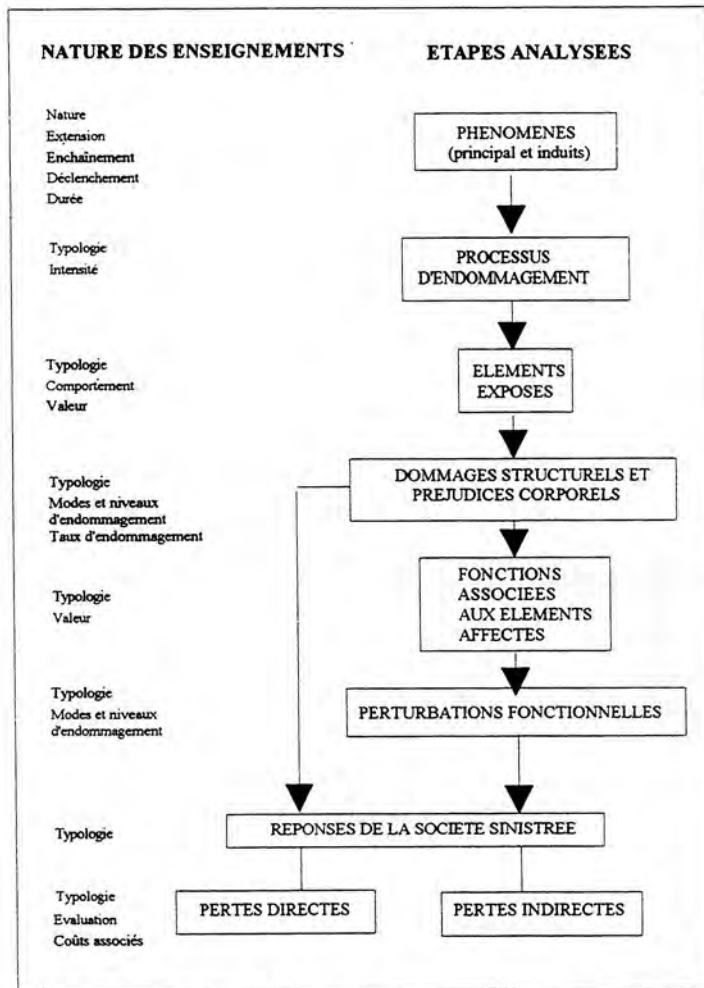 NATURE DES ENSEIGNEMENTS
ETAPES ANALYSEES
Nature
Extension
Enchaînement
Déclenchement
Durée
PHENOMENES
(principal et induits)
Typologie
Intensité
PROCESSUS
D'ENDOMMAGEMENT
Typologie
Comportement
Valeur
ELEMENTS
EXPOSES
Typologie
Modes et niveaux
d'endommagement
Taux d'endommagement
DOMMAGES STRUCTURELS ET
PREJUDICES CORPORELS
Typologie
Valeur
FONCTIONS
ASSOCIEES
AUX ELEMENTS
AFFECTES
Typologie
Modes et niveaux
d'endommagement
PERTURBATIONS FONCTIONNELLES
Typologie
REPONSES DE LA SOCIETE SINISTREE
Typologie
Evaluation
Coûts associés
PERTES DIRECTES
PERTES INDIRECTES